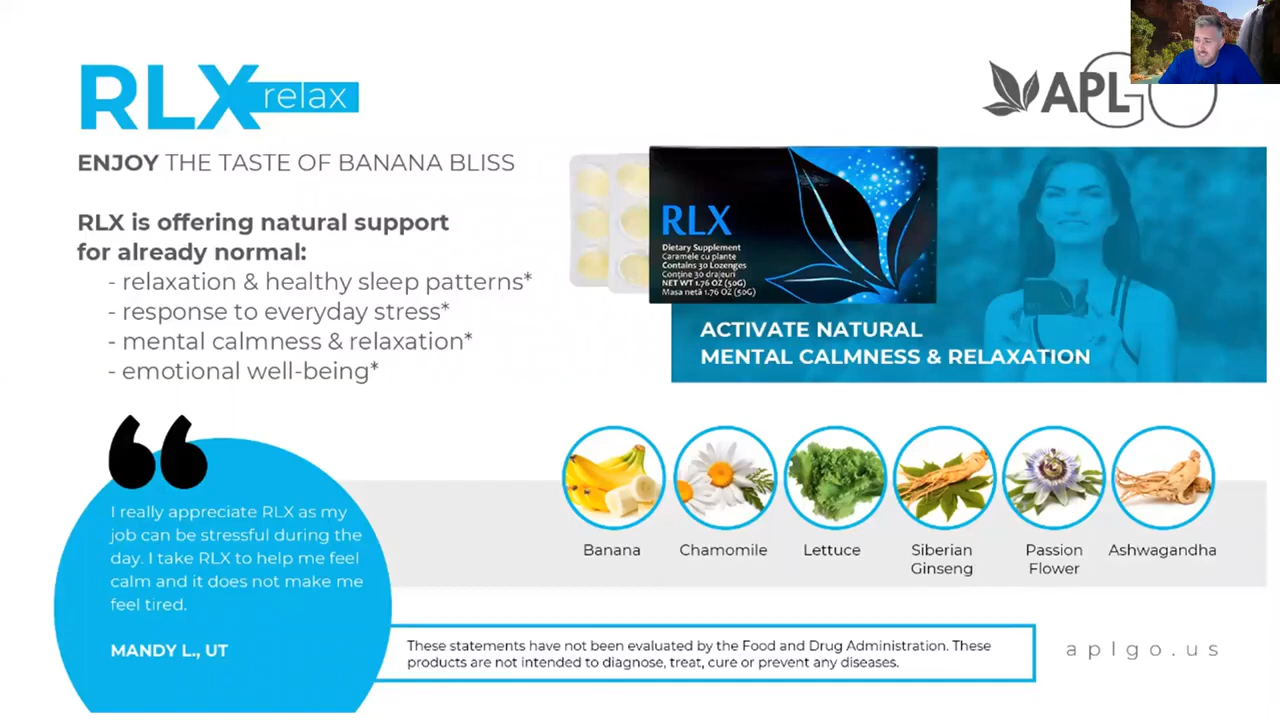 RLX relax
APLGO
ENJOY THE TASTE OF BANANA BLISS
RLX is offering natural support
for already normal:
- relaxation & healthy sleep patterns*
- response to everyday stress*
- mental calmness & relaxation*
- emotional well-being*
RLX
Dietary Supplement
Caramele cu plante
Contains 30 Lozenges
Conține 30 drajeuri
NET WT 1.76 OZ (50G)
Masa netă 1.76 OZ (50G)
ACTIVATE NATURAL
MENTAL CALMNESS & RELAXATION
I really appreciate RLX as my
job can be stressful during the
day. I take RLX to help me feel
calm and it does not make me
feel tired.
MANDY L., UT
Banana
Chamomile
Lettuce
Siberian
Ginseng
Passion
Flower
Ashwagandha
These statements have not been evaluated by the Food and Drug Administration. These
products are not intended to diagnose, treat, cure or prevent any diseases.
aplgo.us